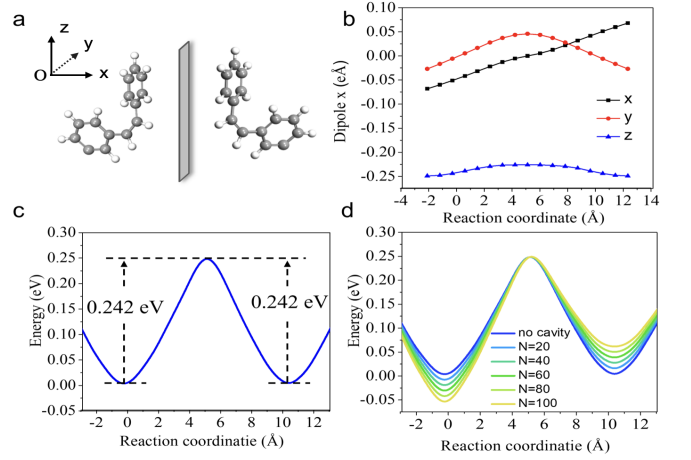 a
z
y
O
x
b
0.10
0.05
0.00
-0.05
-0.10
-0.15
-0.20
-0.25
Dipole x (eÅ)
x
y
z
-4 -2 0 2 4 6 8 10 12 14
Reaction coordinate (Å)
c
0.30
0.25
0.20
0.15
0.10
0.05
0.00
-0.05
Energy (eV)
0.242 eV
0.242 eV
-2 0 2 4 6 8 10 12
Reaction coordinatie (Å)
d
0.30
0.25
0.20
0.15
0.10
0.05
0.00
-0.05
Energy (eV)
no cavity
N=20
N=40
N=60
N=80
N=100
-2 0 2 4 6 8 10 12
Reaction coordinatie (Å)